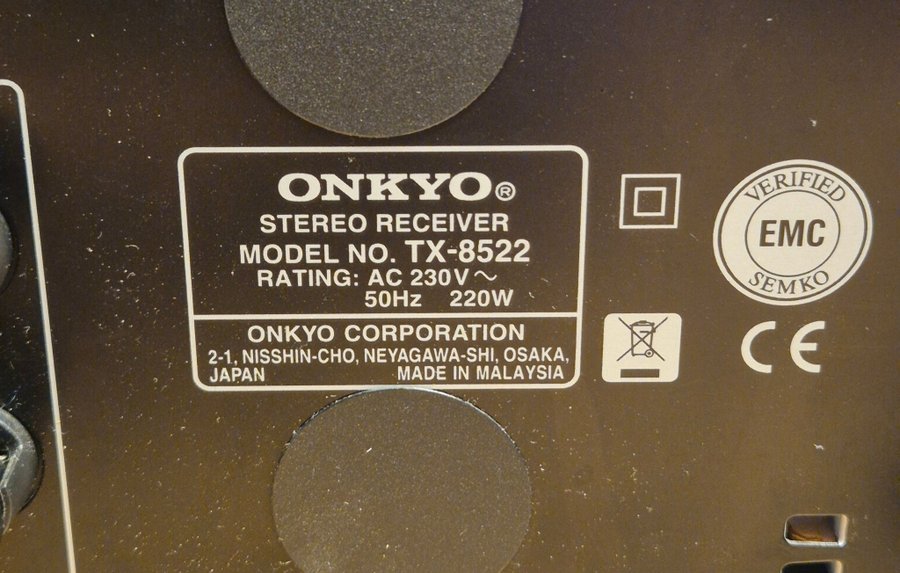 ONKYO®
STEREO RECEIVER
MODEL NO. TX-8522
RATING: AC 230V ~
50Hz 220W
ONKYO CORPORATION
2-1, NISSHIN-CHO, NEYAGAWA-SHI, OSAKA,
JAPAN MADE IN MALAYSIA
VERIFIED
EMC
SEMKO
CE